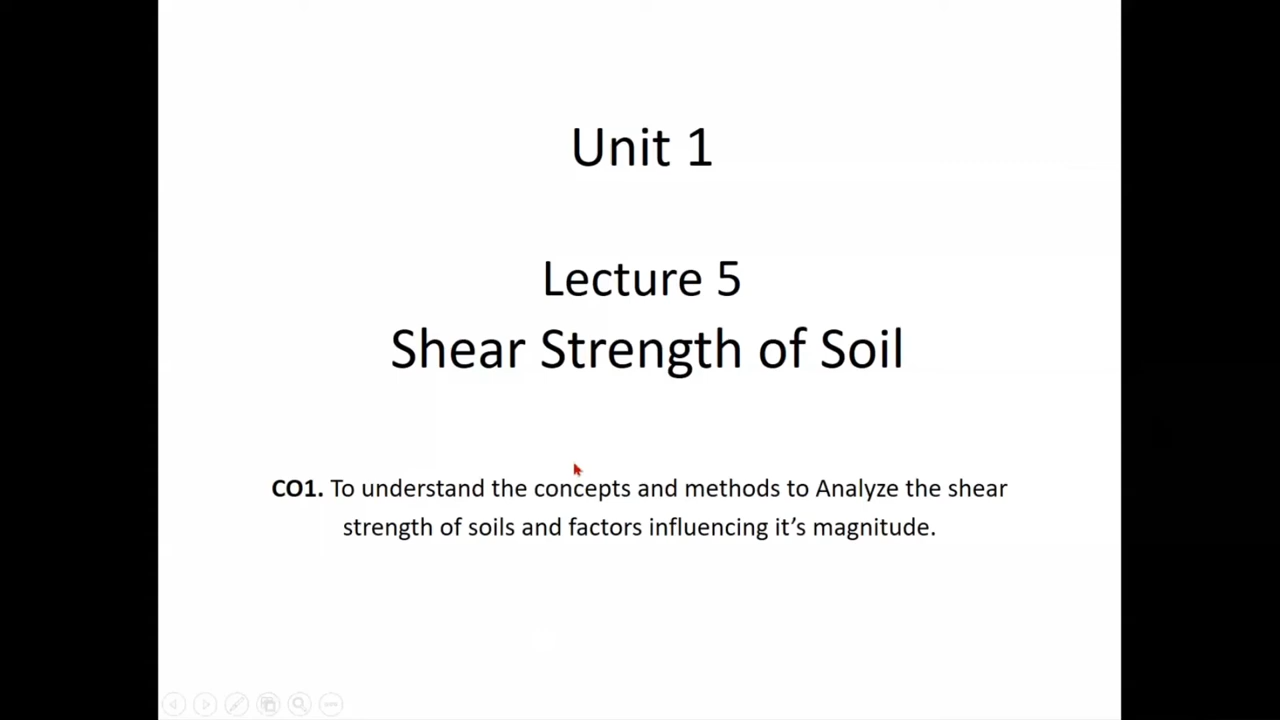 Unit 1
Lecture 5
Shear Strength of Soil
CO1. To understand the concepts and methods to Analyze the shear
strength of soils and factors influencing it’s magnitude.